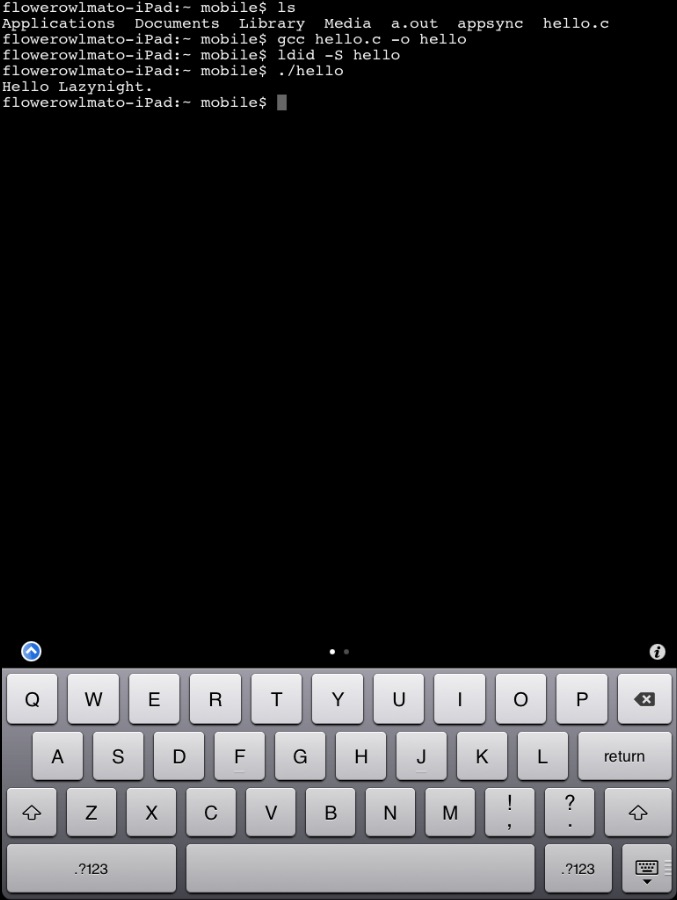 flowerowlmato-iPad:~ mobile$ ls
Applications  Documents  Library  Media  a.out  appsync  hello.c
flowerowlmato-iPad:~ mobile$ gcc hello.c -o hello
flowerowlmato-iPad:~ mobile$ ldid -S hello
flowerowlmato-iPad:~ mobile$ ./hello
Hello Lazynight.
flowerowlmato-iPad:~ mobile$
Q W E R T Y U I O P
A S D F G H J K L return
Z X C V B N M ! , ? .
.?123 .?123